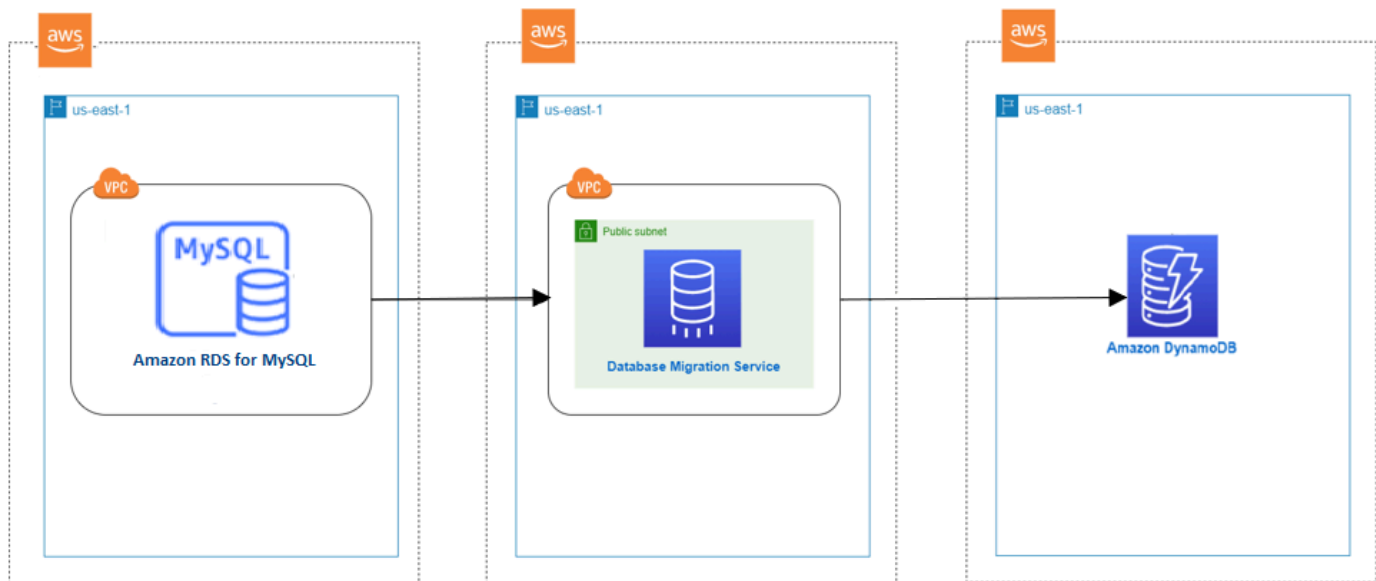 aws
aws
aws
us-east-1
us-east-1
us-east-1
VPC
VPC
MySQL
Amazon RDS for MySQL
Public subnet
Database Migration Service
Amazon DynamoDB